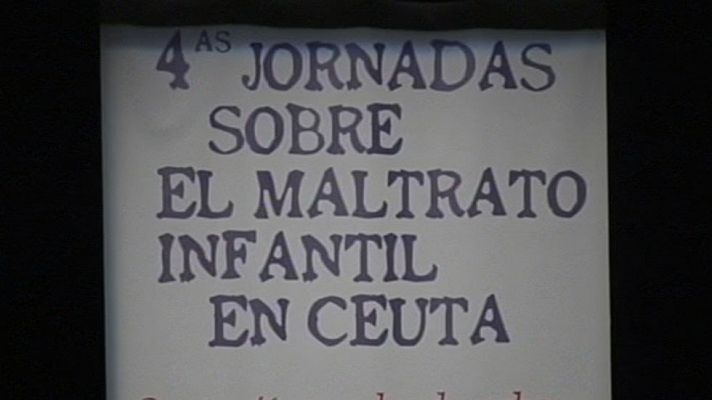 4AS JORNADAS
SOBRE
EL MALTRATO
INFANTIL
EN CEUTA